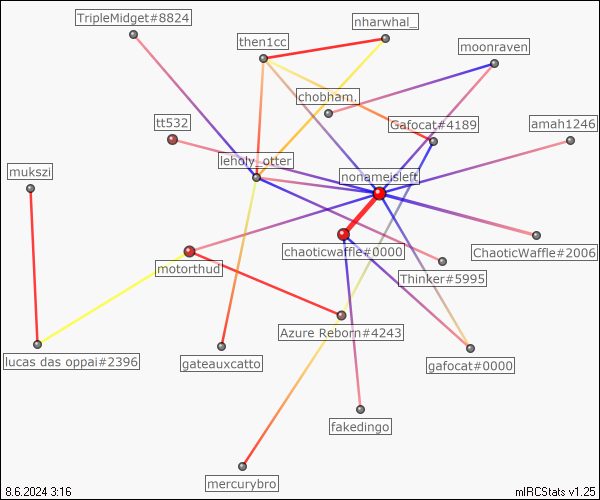 TripleMidget#8824
nharwhal_
then1cc
moonraven
chobham.
tt532
Gafocat#4189
amah1246
leholy_otter
mukszi
nonameisleft
chaoticwaffle#0000
ChaoticWaffle#2006
motorthud
Thinker#5995
Azure Reborn#4243
lucas das oppai#2396
gateauxcatto
gafocat#0000
fakedingo
mercurybro
8.6.2024 3:16
mIRCStats v1.25